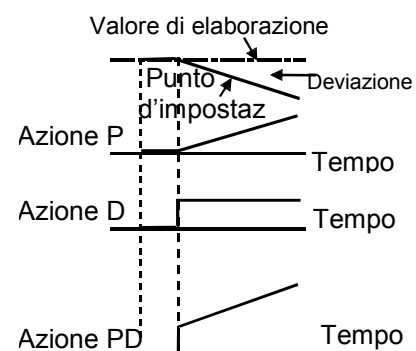 Valore di elaborazione
Punto
d'impostaz
Deviazione
Azione P
Tempo
Azione D
Tempo
Azione PD
Tempo